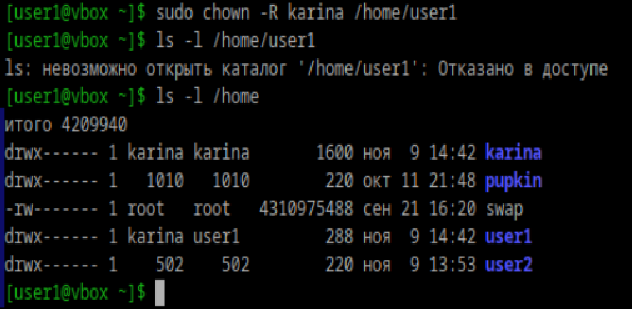 [user1@vbox ~]$ sudo chown -R karina /home/user1
[user1@vbox ~]$ ls -l /home/user1
ls: невозможно открыть каталог '/home/user1': Отказано в доступе
[user1@vbox ~]$ ls -l /home
итого 4209940
drwx------ 1 karina karina 1600 ноя 9 14:42 karina
drwx------ 1 1010 1010 220 окт 11 21:48 pupkin
-rw------- 1 root root 4310975488 сен 21 16:20 swap
drwx------ 1 karina user1 288 ноя 9 14:42 user1
drwx------ 1 502 502 220 ноя 9 13:53 user2
[user1@vbox ~]$